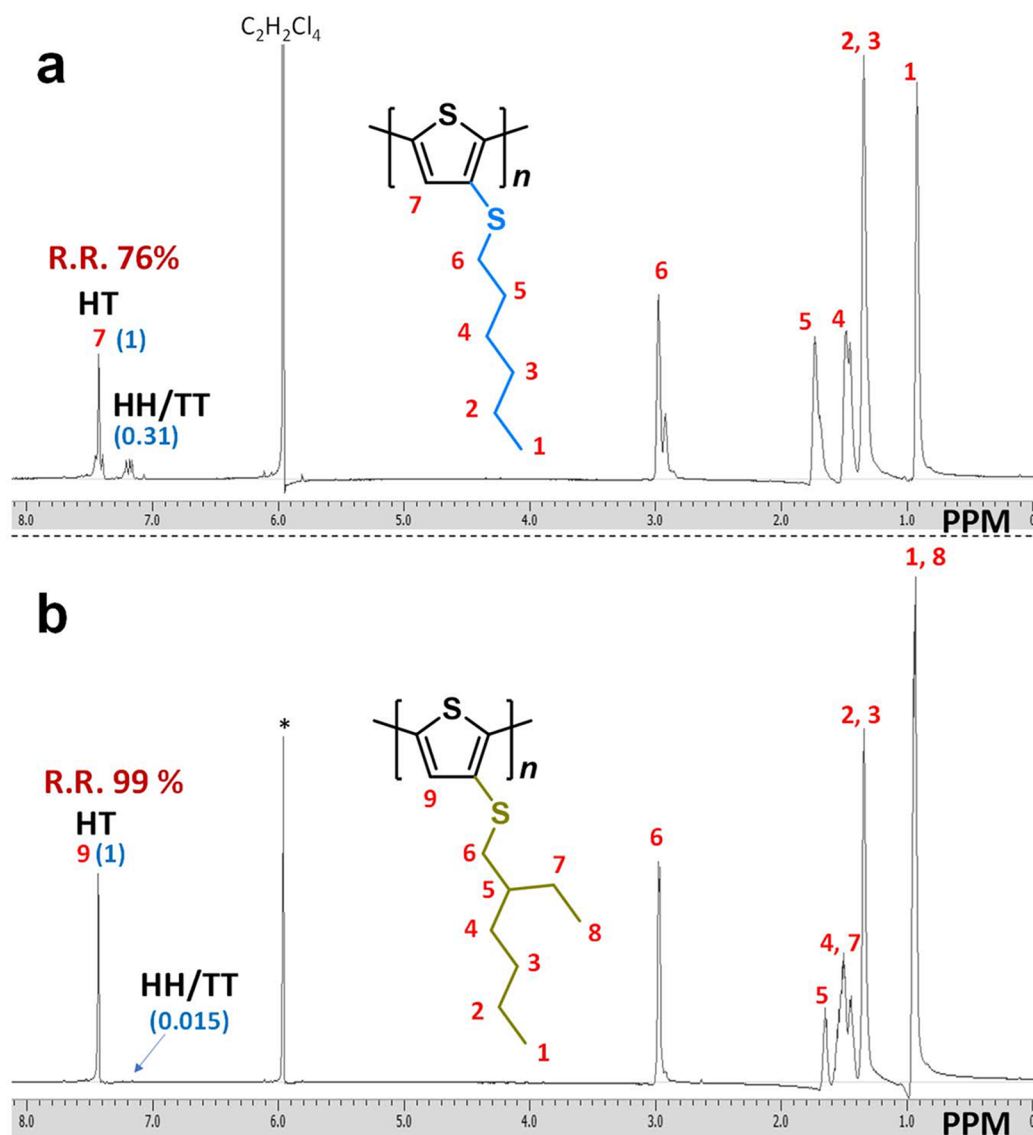 C₂H₂Cl₄
a
2, 3
1
S
n
7
S
6
R.R. 76%
HT
7 (1)
6
5
5 4
4
HH/TT
(0.31)
3
2
1
8.0 7.0 6.0 5.0 4.0 3.0 2.0 1.0 PPM
1, 8
b
2, 3
*
S
n
R.R. 99 %
9
S
HT
9 (1)
6
7
6
5
4, 7
4
8
5
HH/TT
3
(0.015)
2
1
8.0 7.0 6.0 5.0 4.0 3.0 2.0 1.0 PPM